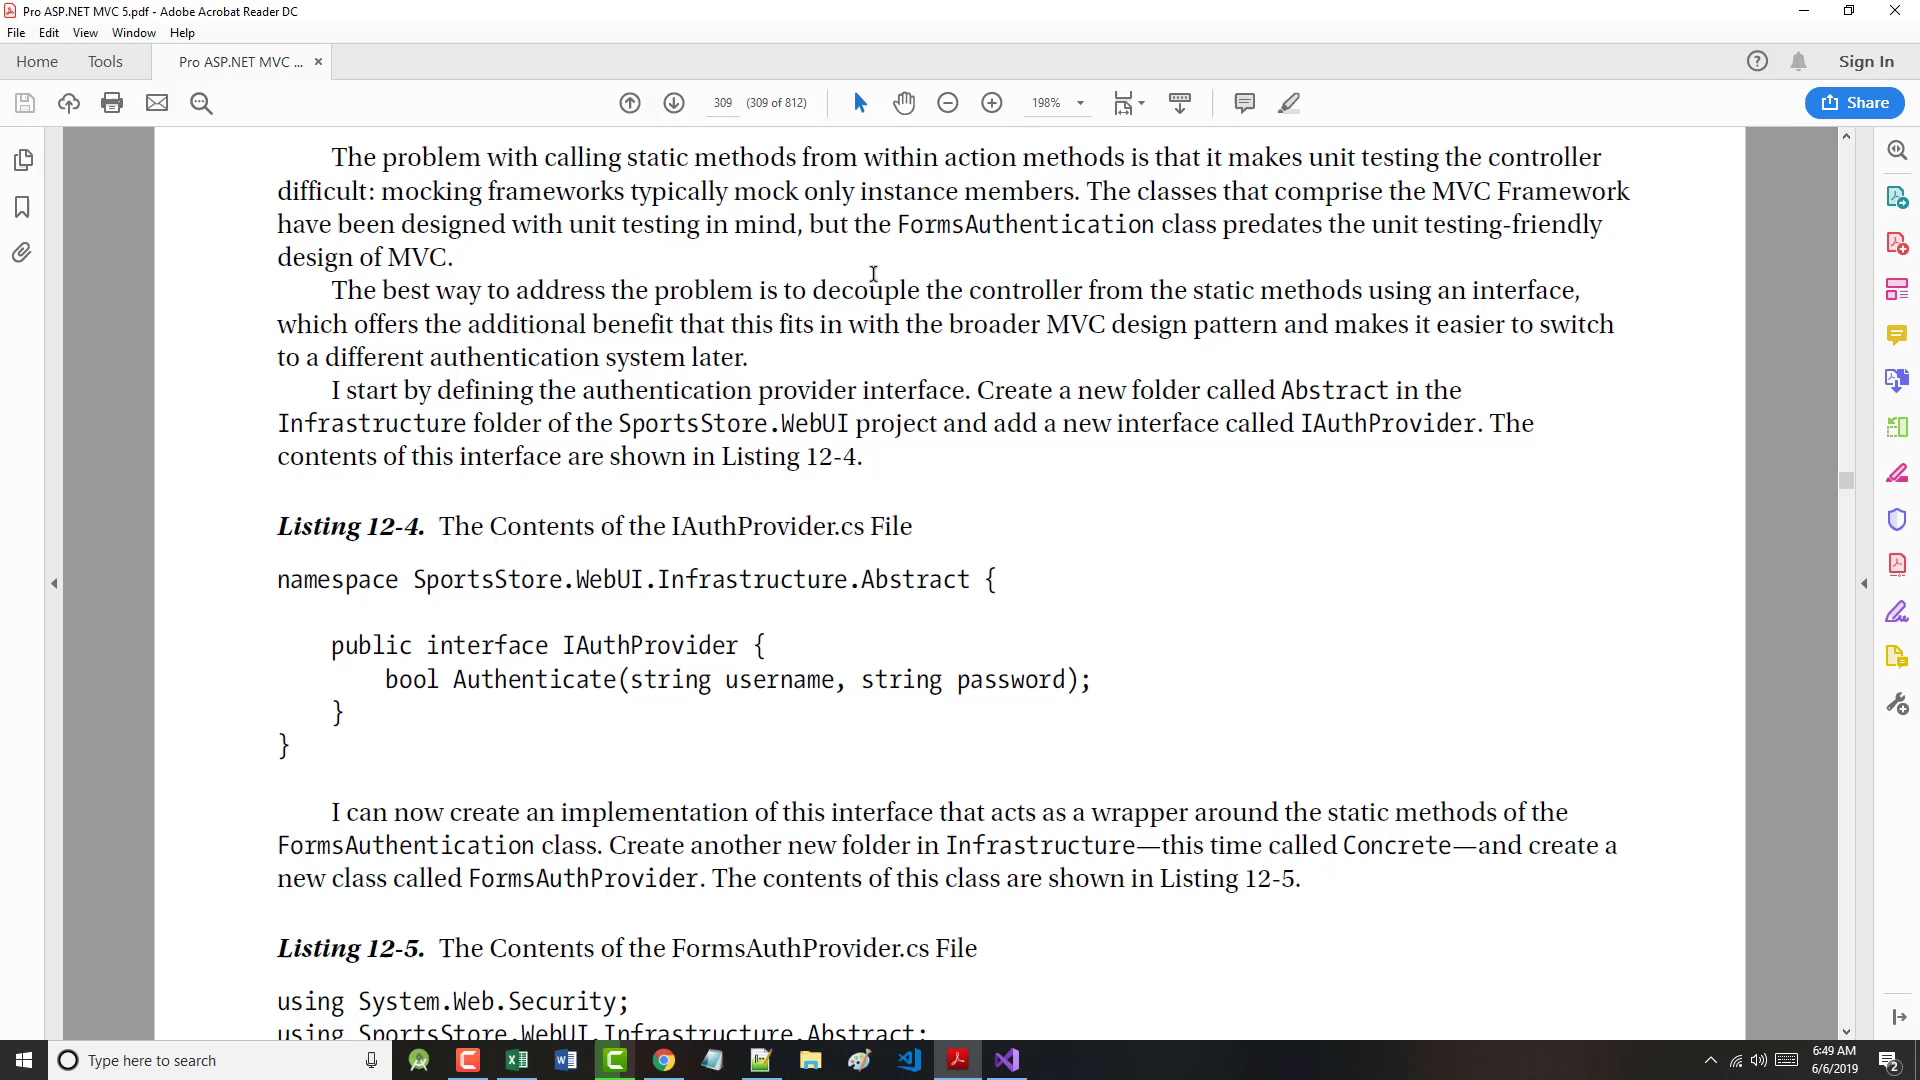 Pro ASP.NET MVC 5.pdf - Adobe Acrobat Reader DC
File Edit View Window Help
Home Tools Pro ASP.NET MVC ... × Sign In
309 (309 of 812) 198% Share
The problem with calling static methods from within action methods is that it makes unit testing the controller
difficult: mocking frameworks typically mock only instance members. The classes that comprise the MVC Framework
have been designed with unit testing in mind, but the FormsAuthentication class predates the unit testing-friendly
design of MVC.
The best way to address the problem is to decouple the controller from the static methods using an interface,
which offers the additional benefit that this fits in with the broader MVC design pattern and makes it easier to switch
to a different authentication system later.
I start by defining the authentication provider interface. Create a new folder called Abstract in the
Infrastructure folder of the SportsStore.WebUI project and add a new interface called IAuthProvider. The
contents of this interface are shown in Listing 12-4.
Listing 12-4. The Contents of the IAuthProvider.cs File
namespace SportsStore.WebUI.Infrastructure.Abstract {
public interface IAuthProvider {
bool Authenticate(string username, string password);
}
}
I can now create an implementation of this interface that acts as a wrapper around the static methods of the
FormsAuthentication class. Create another new folder in Infrastructure—this time called Concrete—and create a
new class called FormsAuthProvider. The contents of this class are shown in Listing 12-5.
Listing 12-5. The Contents of the FormsAuthProvider.cs File
using System.Web.Security;
using SportsStore.WebUI.Infrastructure.Abstract;
Type here to search
6:49 AM
6/6/2019
2